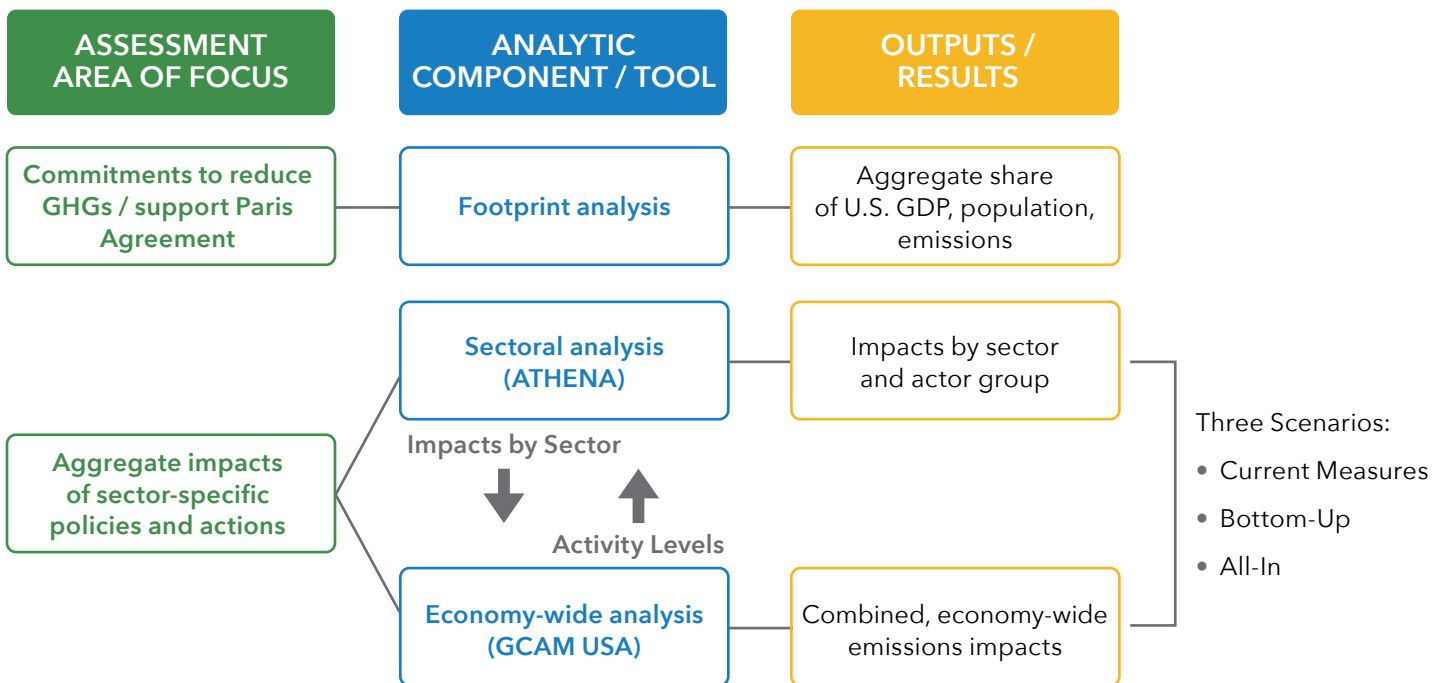 ASSESSMENT
AREA OF FOCUS
ANALYTIC
COMPONENT / TOOL
OUTPUTS /
RESULTS
Commitments to reduce
GHGs / support Paris
Agreement
Footprint analysis
Aggregate share
of U.S. GDP, population,
emissions
Aggregate impacts
of sector-specific
policies and actions
Sectoral analysis
(ATHENA)
Impacts by sector
and actor group
Impacts by Sector
Activity Levels
Economy-wide analysis
(GCAM USA)
Combined, economy-wide
emissions impacts
Three Scenarios:
• Current Measures
• Bottom-Up
• All-In